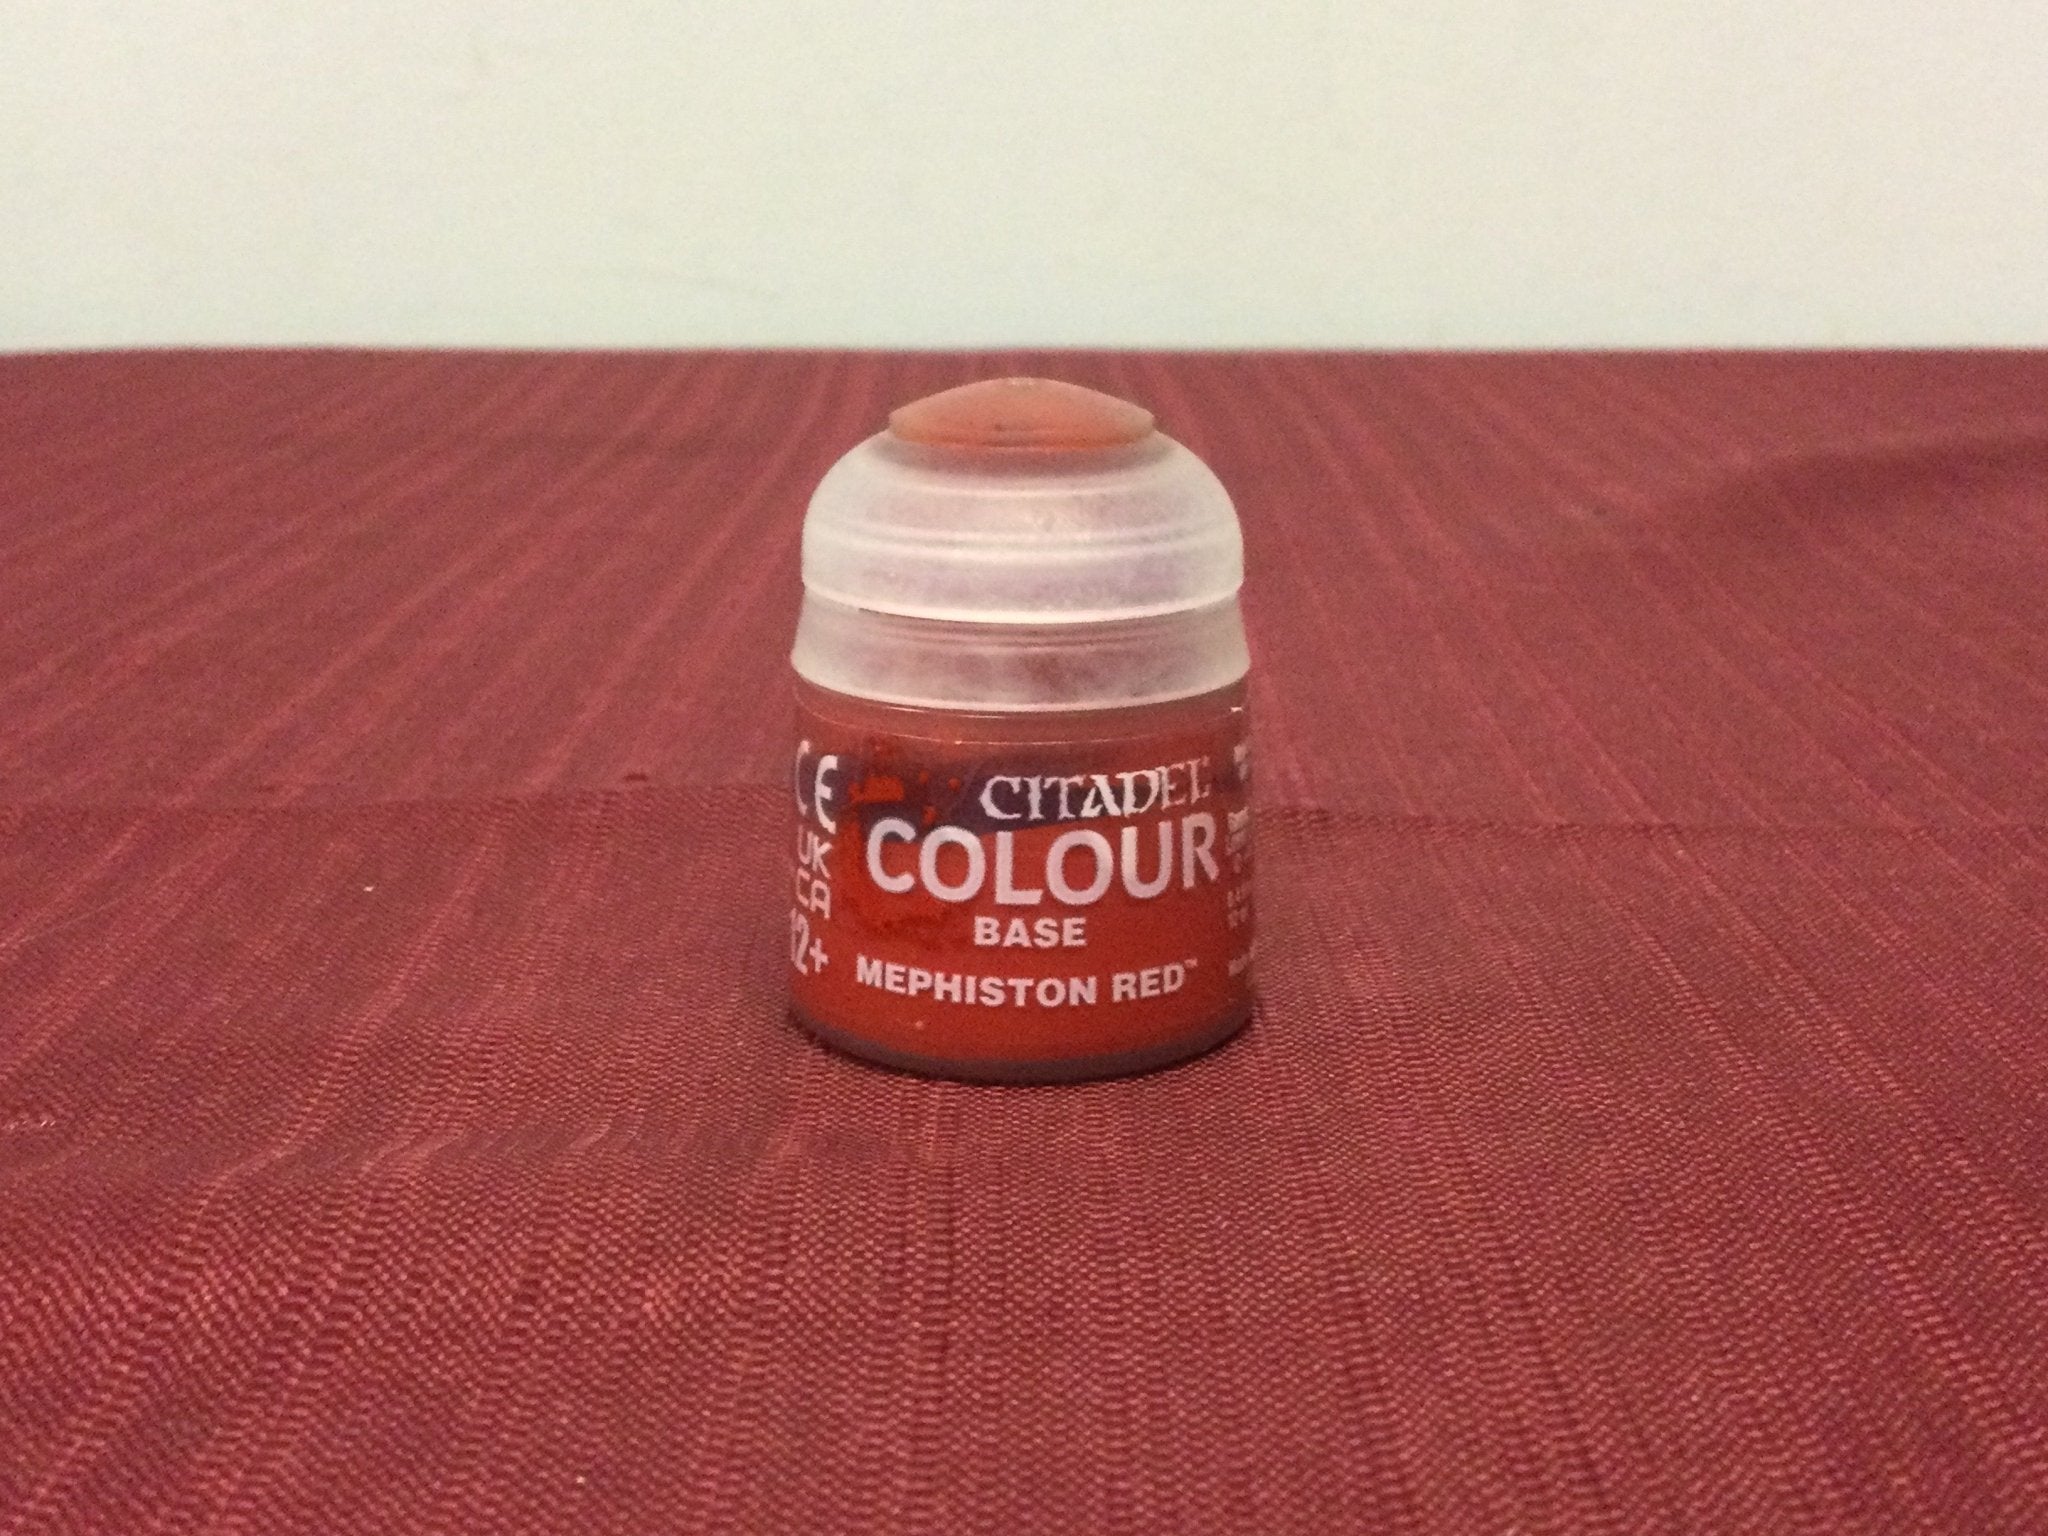 CE
UK
CA
12+
CITADEL
COLOUR
BASE
MEPHISTON RED™